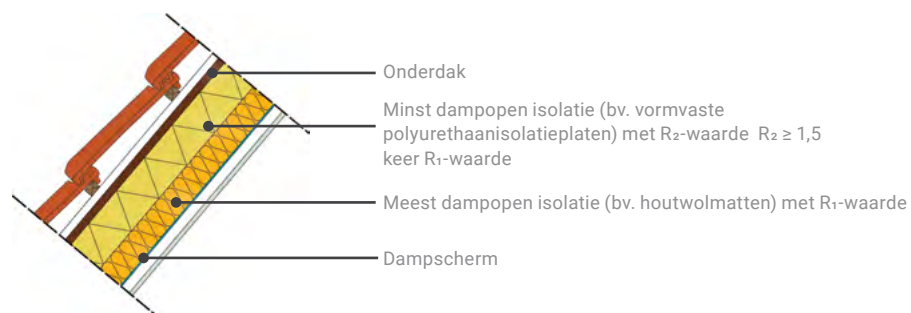 Onderdak
Minst dampopen isolatie (bv. vormvaste
polyurethaanisolatieplaten) met R₂-waarde R₂ ≥ 1,5
keer R₁-waarde
Meest dampopen isolatie (bv. houtwolmatten) met R₁-waarde
Dampscherm